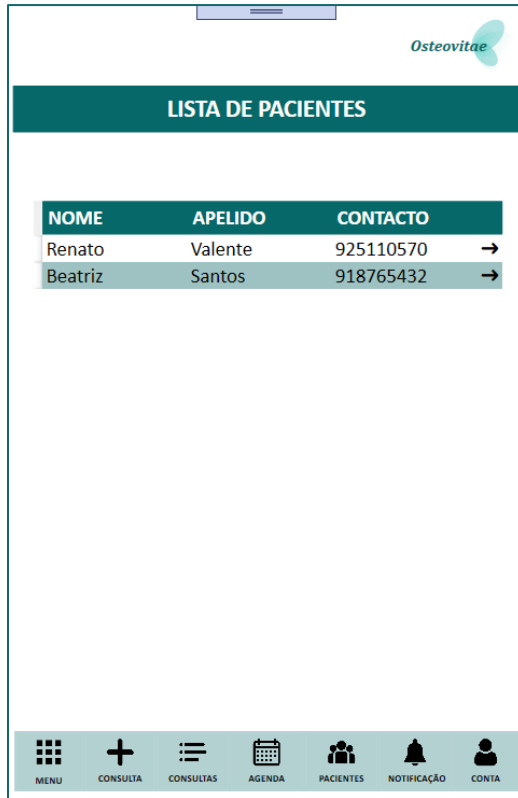 Osteovitae
LISTA DE PACIENTES
NOME APELIDO CONTACTO
Renato Valente 925110570 →
Beatriz Santos 918765432 →
MENU CONSULTA CONSULTAS AGENDA PACIENTES NOTIFICAÇÃO CONTA